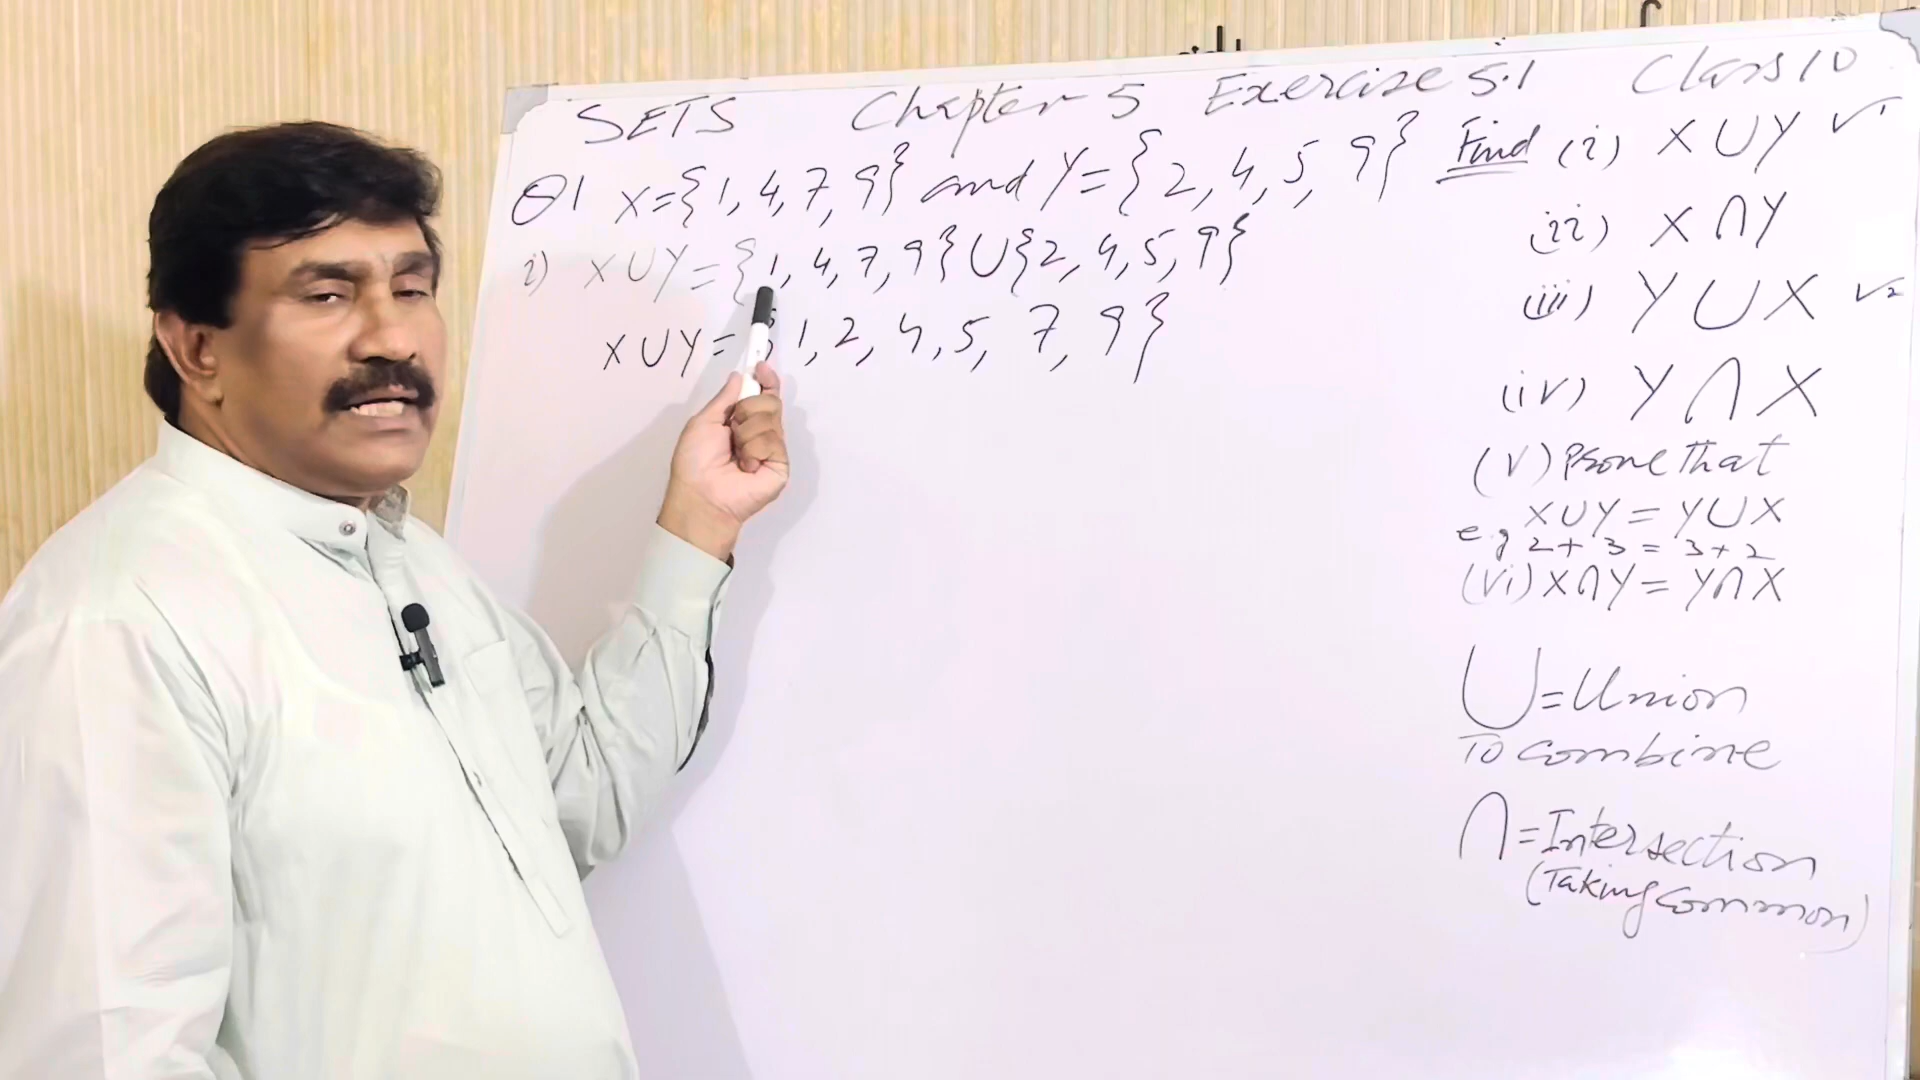 SETS Chapter 5 Exercise 5.1 Class 10
Q1 X={1,4,7,9} and Y={2,4,5,9} Find (i) X∪Y ✓1
(ii) X∩Y
(iii) Y∪X ✓2
(iv) Y∩X
(v) Prove that
X∪Y=Y∪X
e.g 2+3=3+2
(vi) X∩Y=Y∩X
∪=Union
To combine
∩=Intersection
(Taking Common)
i) X∪Y={1,4,7,9}∪{2,4,5,9}
X∪Y={1,2,4,5,7,9}